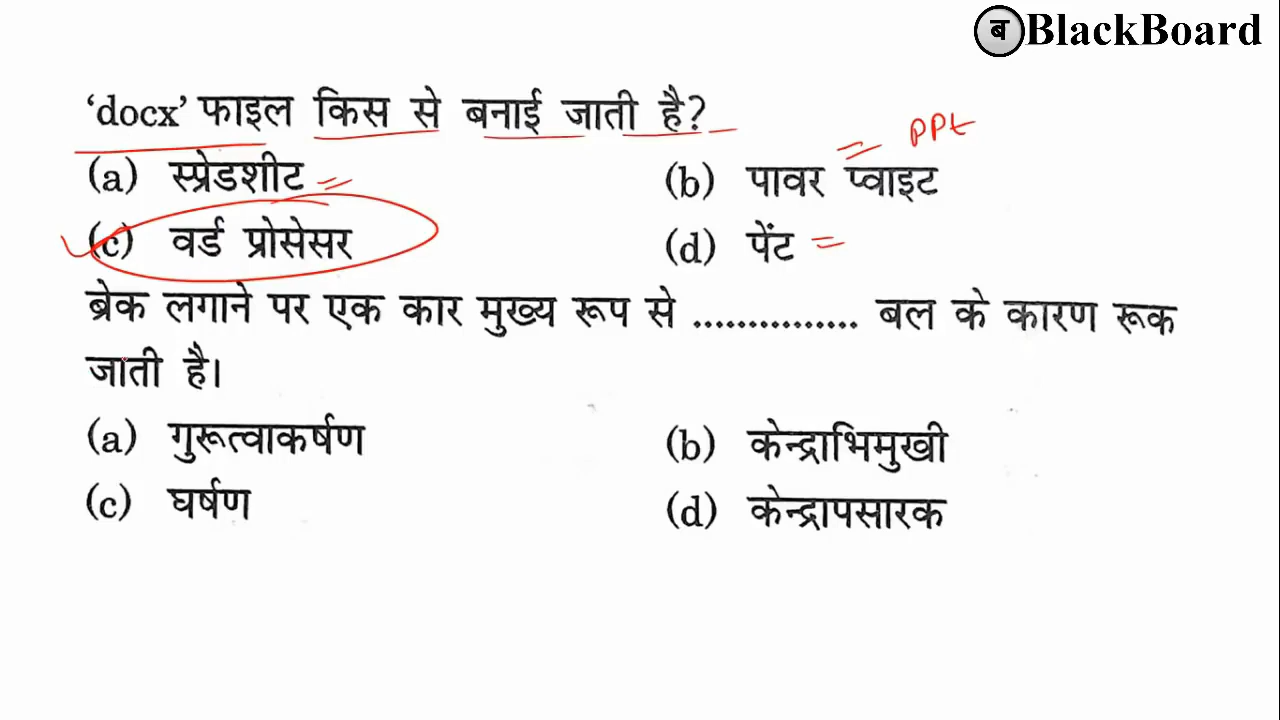 ब BlackBoard
‘docx’ फाइल किस से बनाई जाती है?
ppt
(a) स्प्रेडशीट (b) पावर प्वाइट
(c) वर्ड प्रोसेसर (d) पेंट
ब्रेक लगाने पर एक कार मुख्य रूप से ............... बल के कारण रूक
जाती है।
(a) गुरूत्वाकर्षण (b) केन्द्राभिमुखी
(c) घर्षण (d) केन्द्रापसारक